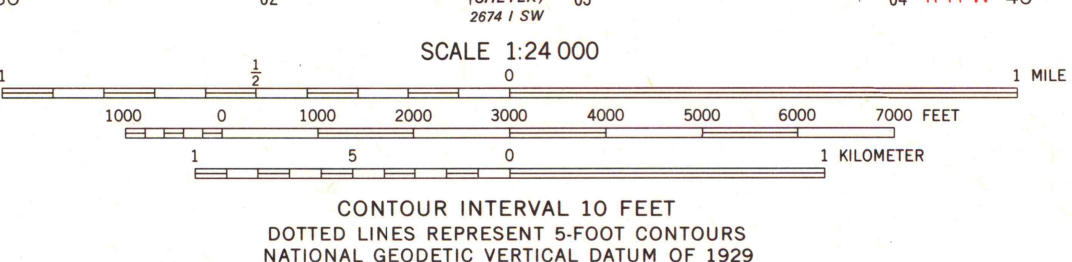 02 03
2674 I SW
SCALE 1:24 000
1 ½ 0 1 MILE
1000 0 1000 2000 3000 4000 5000 6000 7000 FEET
1 5 0 1 KILOMETER
CONTOUR INTERVAL 10 FEET
DOTTED LINES REPRESENT 5-FOOT CONTOURS
NATIONAL GEODETIC VERTICAL DATUM OF 1929